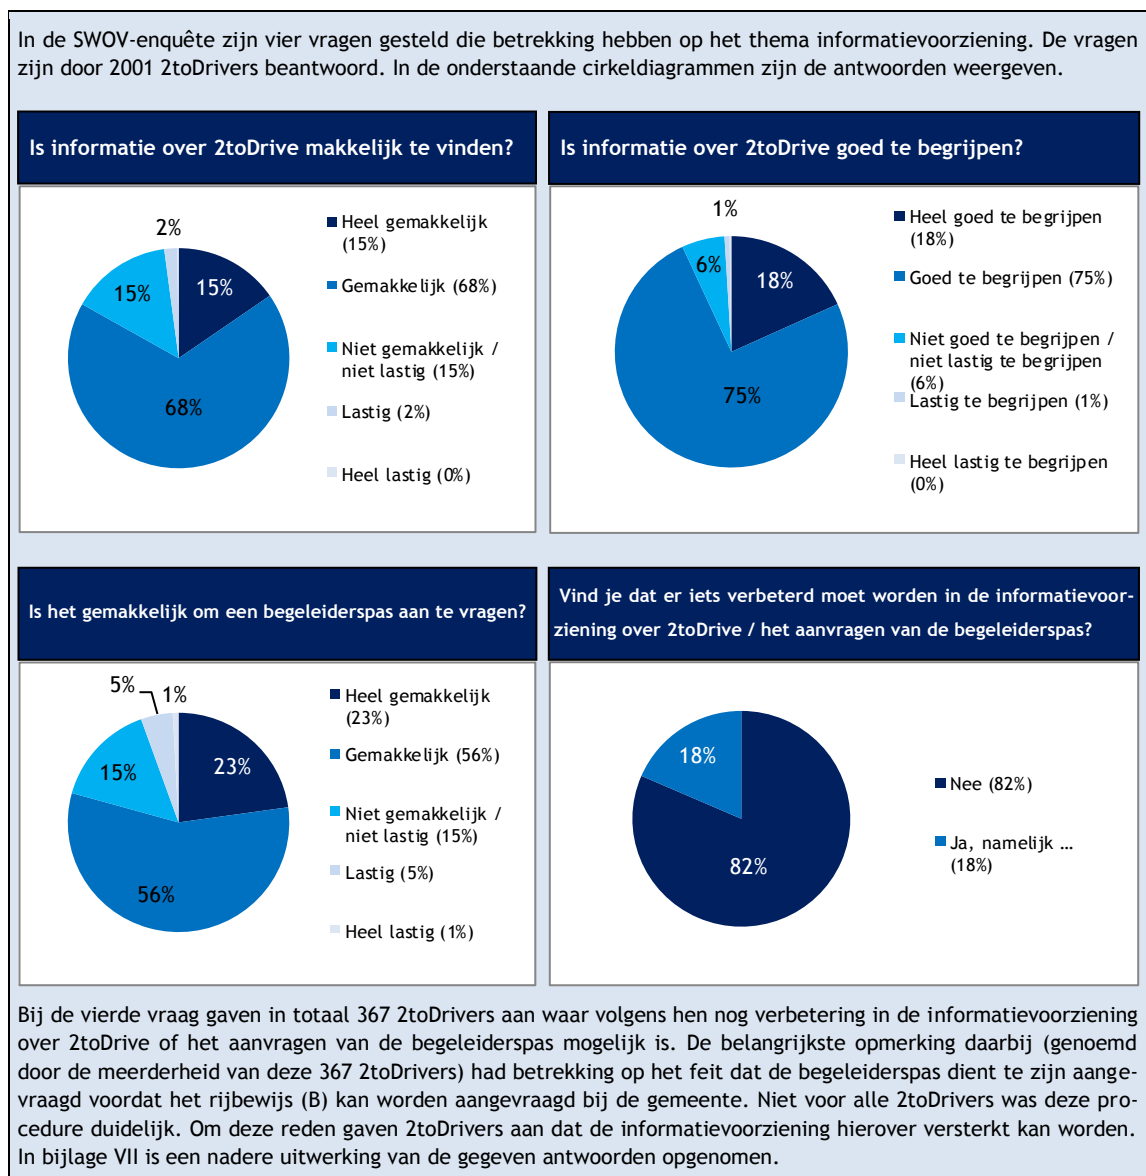 In de SWOV-enquête zijn vier vragen gesteld die betrekking hebben op het thema informatievoorziening. De vragen
zijn door 2001 2toDrivers beantwoord. In de onderstaande cirkeldiagrammen zijn de antwoorden weergeven.
Is informatie over 2toDrive makkelijk te vinden?
2%
15%
15%
68%
Heel gemakkelijk
(15%)
Gemakkelijk (68%)
Niet gemakkelijk /
niet lastig (15%)
Lastig (2%)
Heel lastig (0%)
Is informatie over 2toDrive goed te begrijpen?
1%
6%
18%
75%
Heel goed te begrijpen
(18%)
Goed te begrijpen (75%)
Niet goed te begrijpen /
niet lastig te begrijpen
(6%)
Lastig te begrijpen (1%)
Heel lastig te begrijpen
(0%)
Is het gemakkelijk om een begeleiderspas aan te vragen?
5%
1%
15%
23%
56%
Heel gemakkelijk
(23%)
Gemakkelijk (56%)
Niet gemakkelijk /
niet lastig (15%)
Lastig (5%)
Heel lastig (1%)
Vind je dat er iets verbeterd moet worden in de informatievoor-
ziening over 2toDrive / het aanvragen van de begeleiderspas?
18%
82%
Nee (82%)
Ja, namelijk …
(18%)
Bij de vierde vraag gaven in totaal 367 2toDrivers aan waar volgens hen nog verbetering in de informatievoorziening
over 2toDrive of het aanvragen van de begeleiderspas mogelijk is. De belangrijkste opmerking daarbij (genoemd
door de meerderheid van deze 367 2toDrivers) had betrekking op het feit dat de begeleiderspas dient te zijn aange-
vraagd voordat het rijbewijs (B) kan worden aangevraagd bij de gemeente. Niet voor alle 2toDrivers was deze pro-
cedure duidelijk. Om deze reden gaven 2toDrivers aan dat de informatievoorziening hierover versterkt kan worden.
In bijlage VII is een nadere uitwerking van de gegeven antwoorden opgenomen.